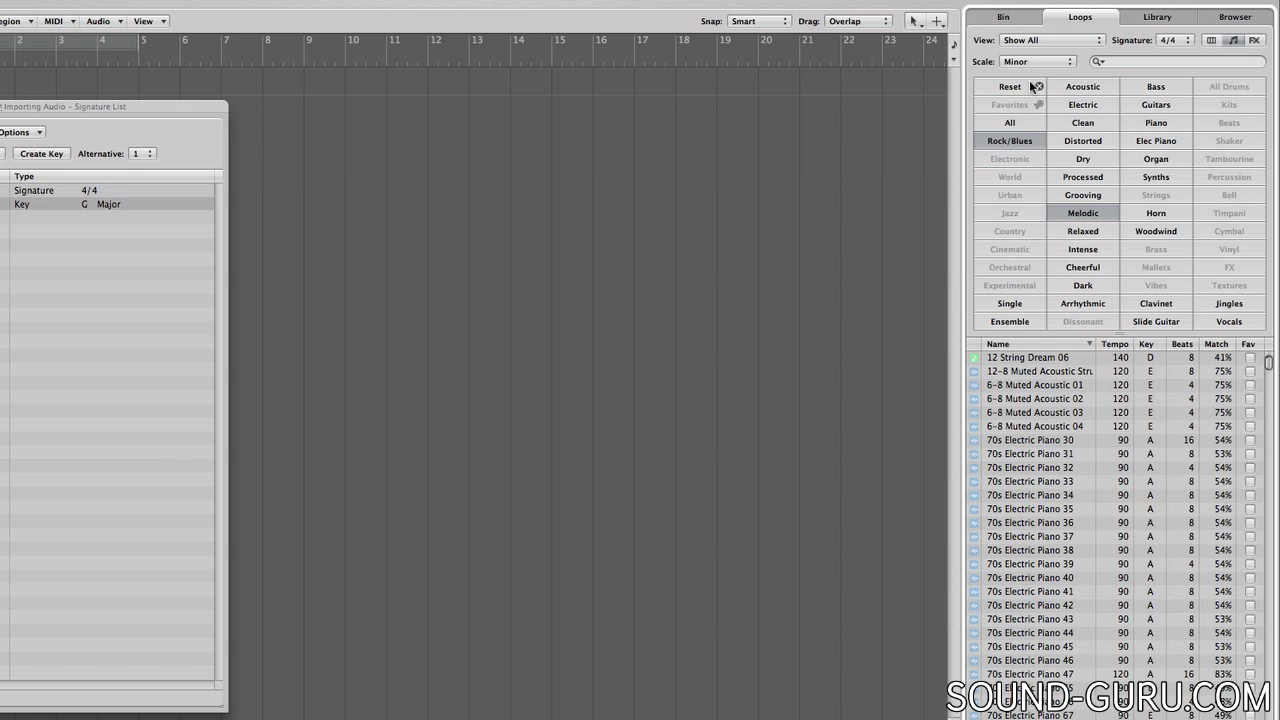 egion MIDI Audio View Snap: Smart Drag: Overlap
2 3 4 5 6 7 8 9 10 11 12 13 14 15 16 17 18 19 20 21 22 23 24
Importing Audio – Signature List
Options
Create Key Alternative: 1
Type
Signature 4/4
Key G Major
Bin Loops Library Browser
View: Show All Signature: 4/4 FX
Scale: Minor
Reset Acoustic Bass All Drums
Favorites Electric Guitars Kits
All Clean Piano Beats
Rock/Blues Distorted Elec Piano Shaker
Electronic Dry Organ Tambourine
World Processed Synths Percussion
Urban Grooving Strings Bell
Jazz Melodic Horn Timpani
Country Relaxed Woodwind Cymbal
Cinematic Intense Brass Vinyl
Orchestral Cheerful Mallets FX
Experimental Dark Vibes Textures
Single Arrhythmic Clavinet Jingles
Ensemble Dissonant Slide Guitar Vocals
Name Tempo Key Beats Match Fav
12 String Dream 06 140 D 8 41%
12-8 Muted Acoustic Stru 120 E 8 75%
6-8 Muted Acoustic 01 120 E 4 75%
6-8 Muted Acoustic 02 120 E 4 75%
6-8 Muted Acoustic 03 120 E 4 75%
6-8 Muted Acoustic 04 120 E 4 75%
70s Electric Piano 30 90 A 16 54%
70s Electric Piano 31 90 A 8 53%
70s Electric Piano 32 90 A 4 54%
70s Electric Piano 33 90 A 8 54%
70s Electric Piano 34 90 A 8 54%
70s Electric Piano 35 90 A 8 54%
70s Electric Piano 36 90 A 8 54%
70s Electric Piano 37 90 A 8 54%
70s Electric Piano 38 90 A 8 54%
70s Electric Piano 39 90 A 4 54%
70s Electric Piano 40 90 A 8 54%
70s Electric Piano 41 90 A 8 54%
70s Electric Piano 42 90 A 8 54%
70s Electric Piano 43 90 A 8 53%
70s Electric Piano 44 90 A 8 54%
70s Electric Piano 45 90 A 8 53%
70s Electric Piano 46 90 A 8 53%
70s Electric Piano 47 120 A 16 83%
SOUND-GURU.COM
70s Electric Piano 67 120 E 8 49%